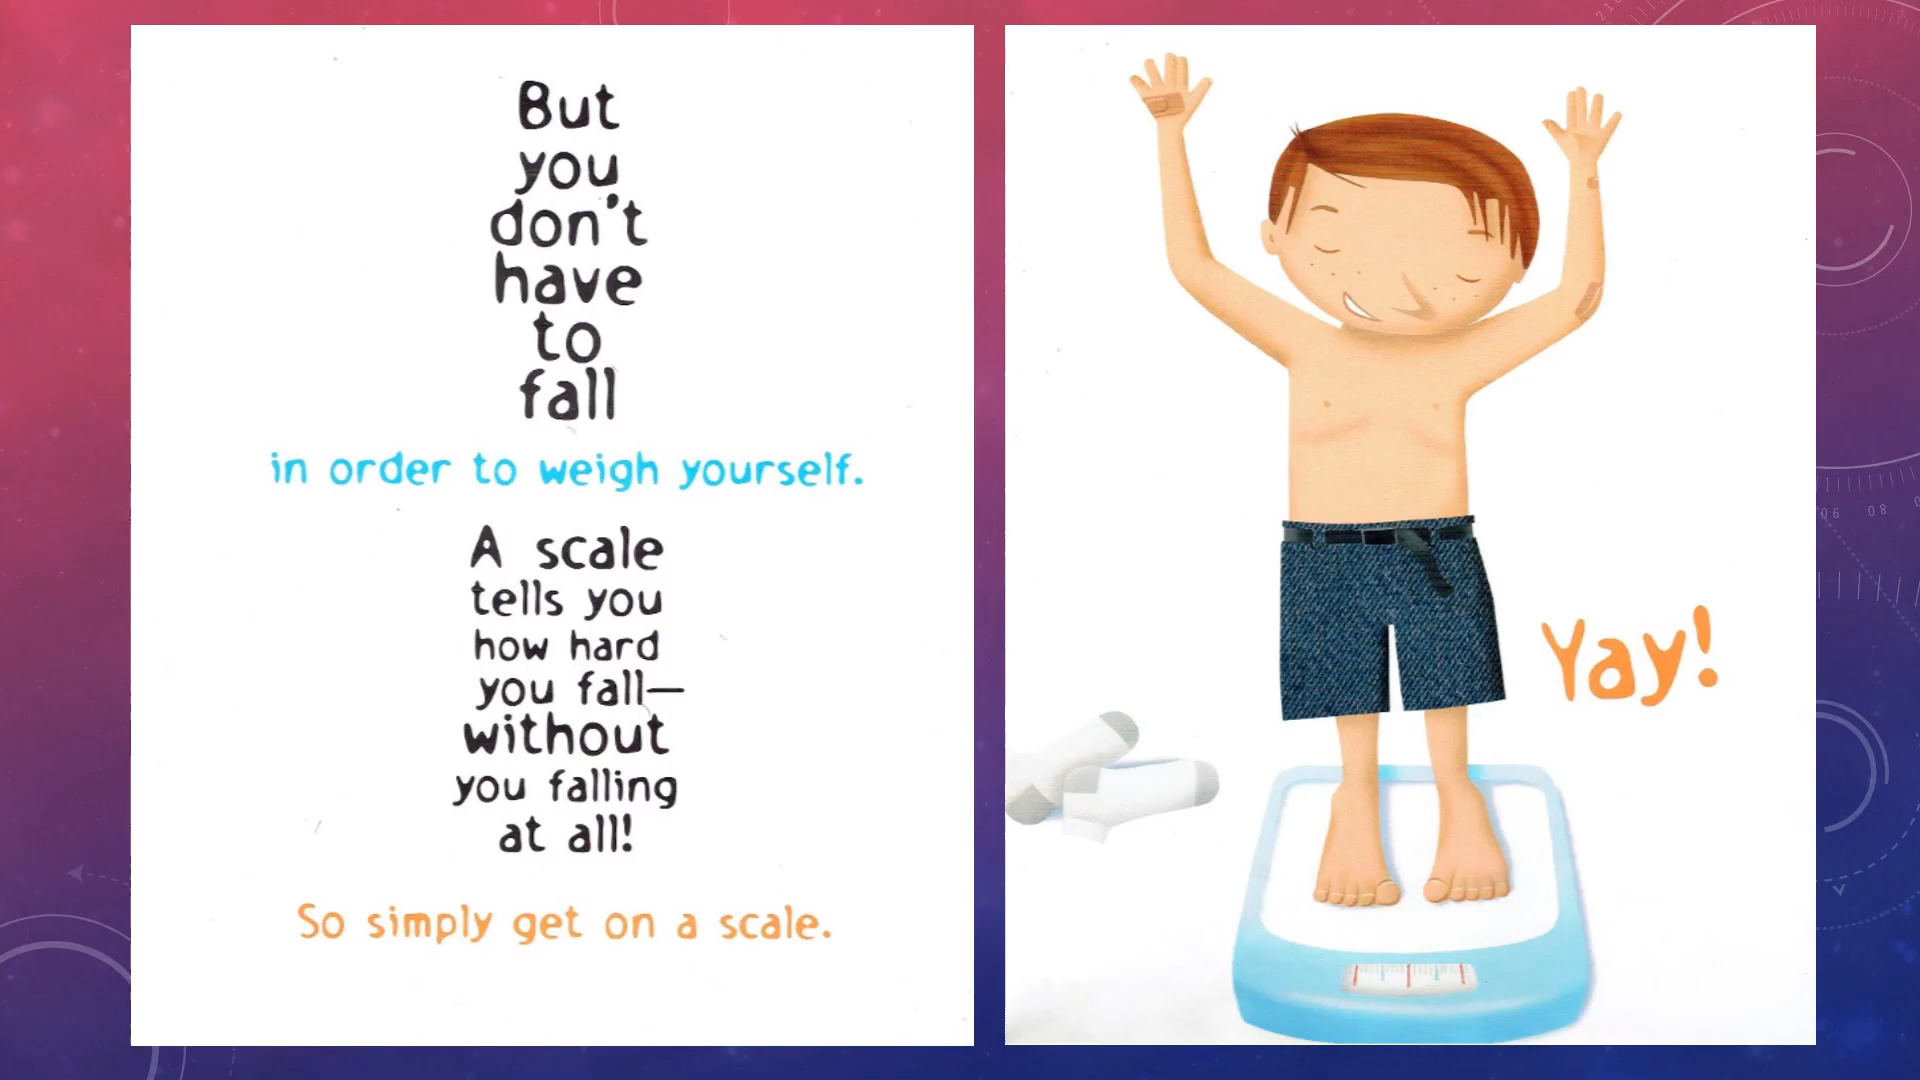 But
you
don't
have
to
fall
in order to weigh yourself.
A scale
tells you
how hard
you fall—
without
you falling
at all!
So simply get on a scale.
Yay!